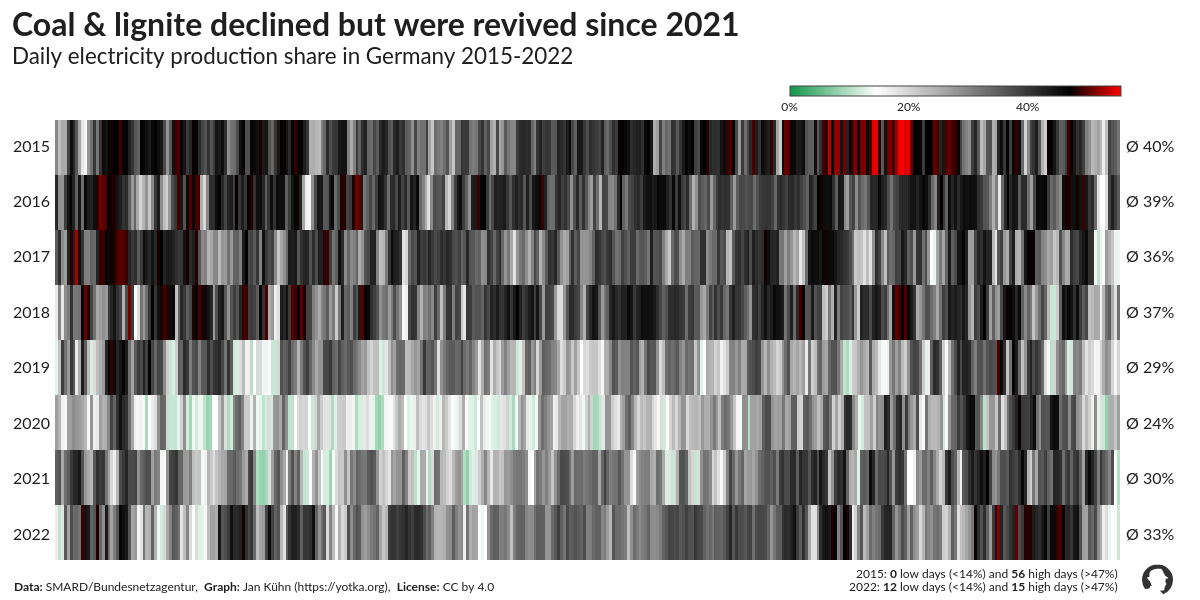 Coal & lignite declined but were revived since 2021
Daily electricity production share in Germany 2015-2022
0% 20% 40%
2015 Ø 40%
2016 Ø 39%
2017 Ø 36%
2018 Ø 37%
2019 Ø 29%
2020 Ø 24%
2021 Ø 30%
2022 Ø 33%
2015: 0 low days (<14%) and 56 high days (>47%)
Data: SMARD/Bundesnetzagentur, Graph: Jan Kühn (https://yotka.org), License: CC by 4.0
2022: 12 low days (<14%) and 15 high days (>47%)